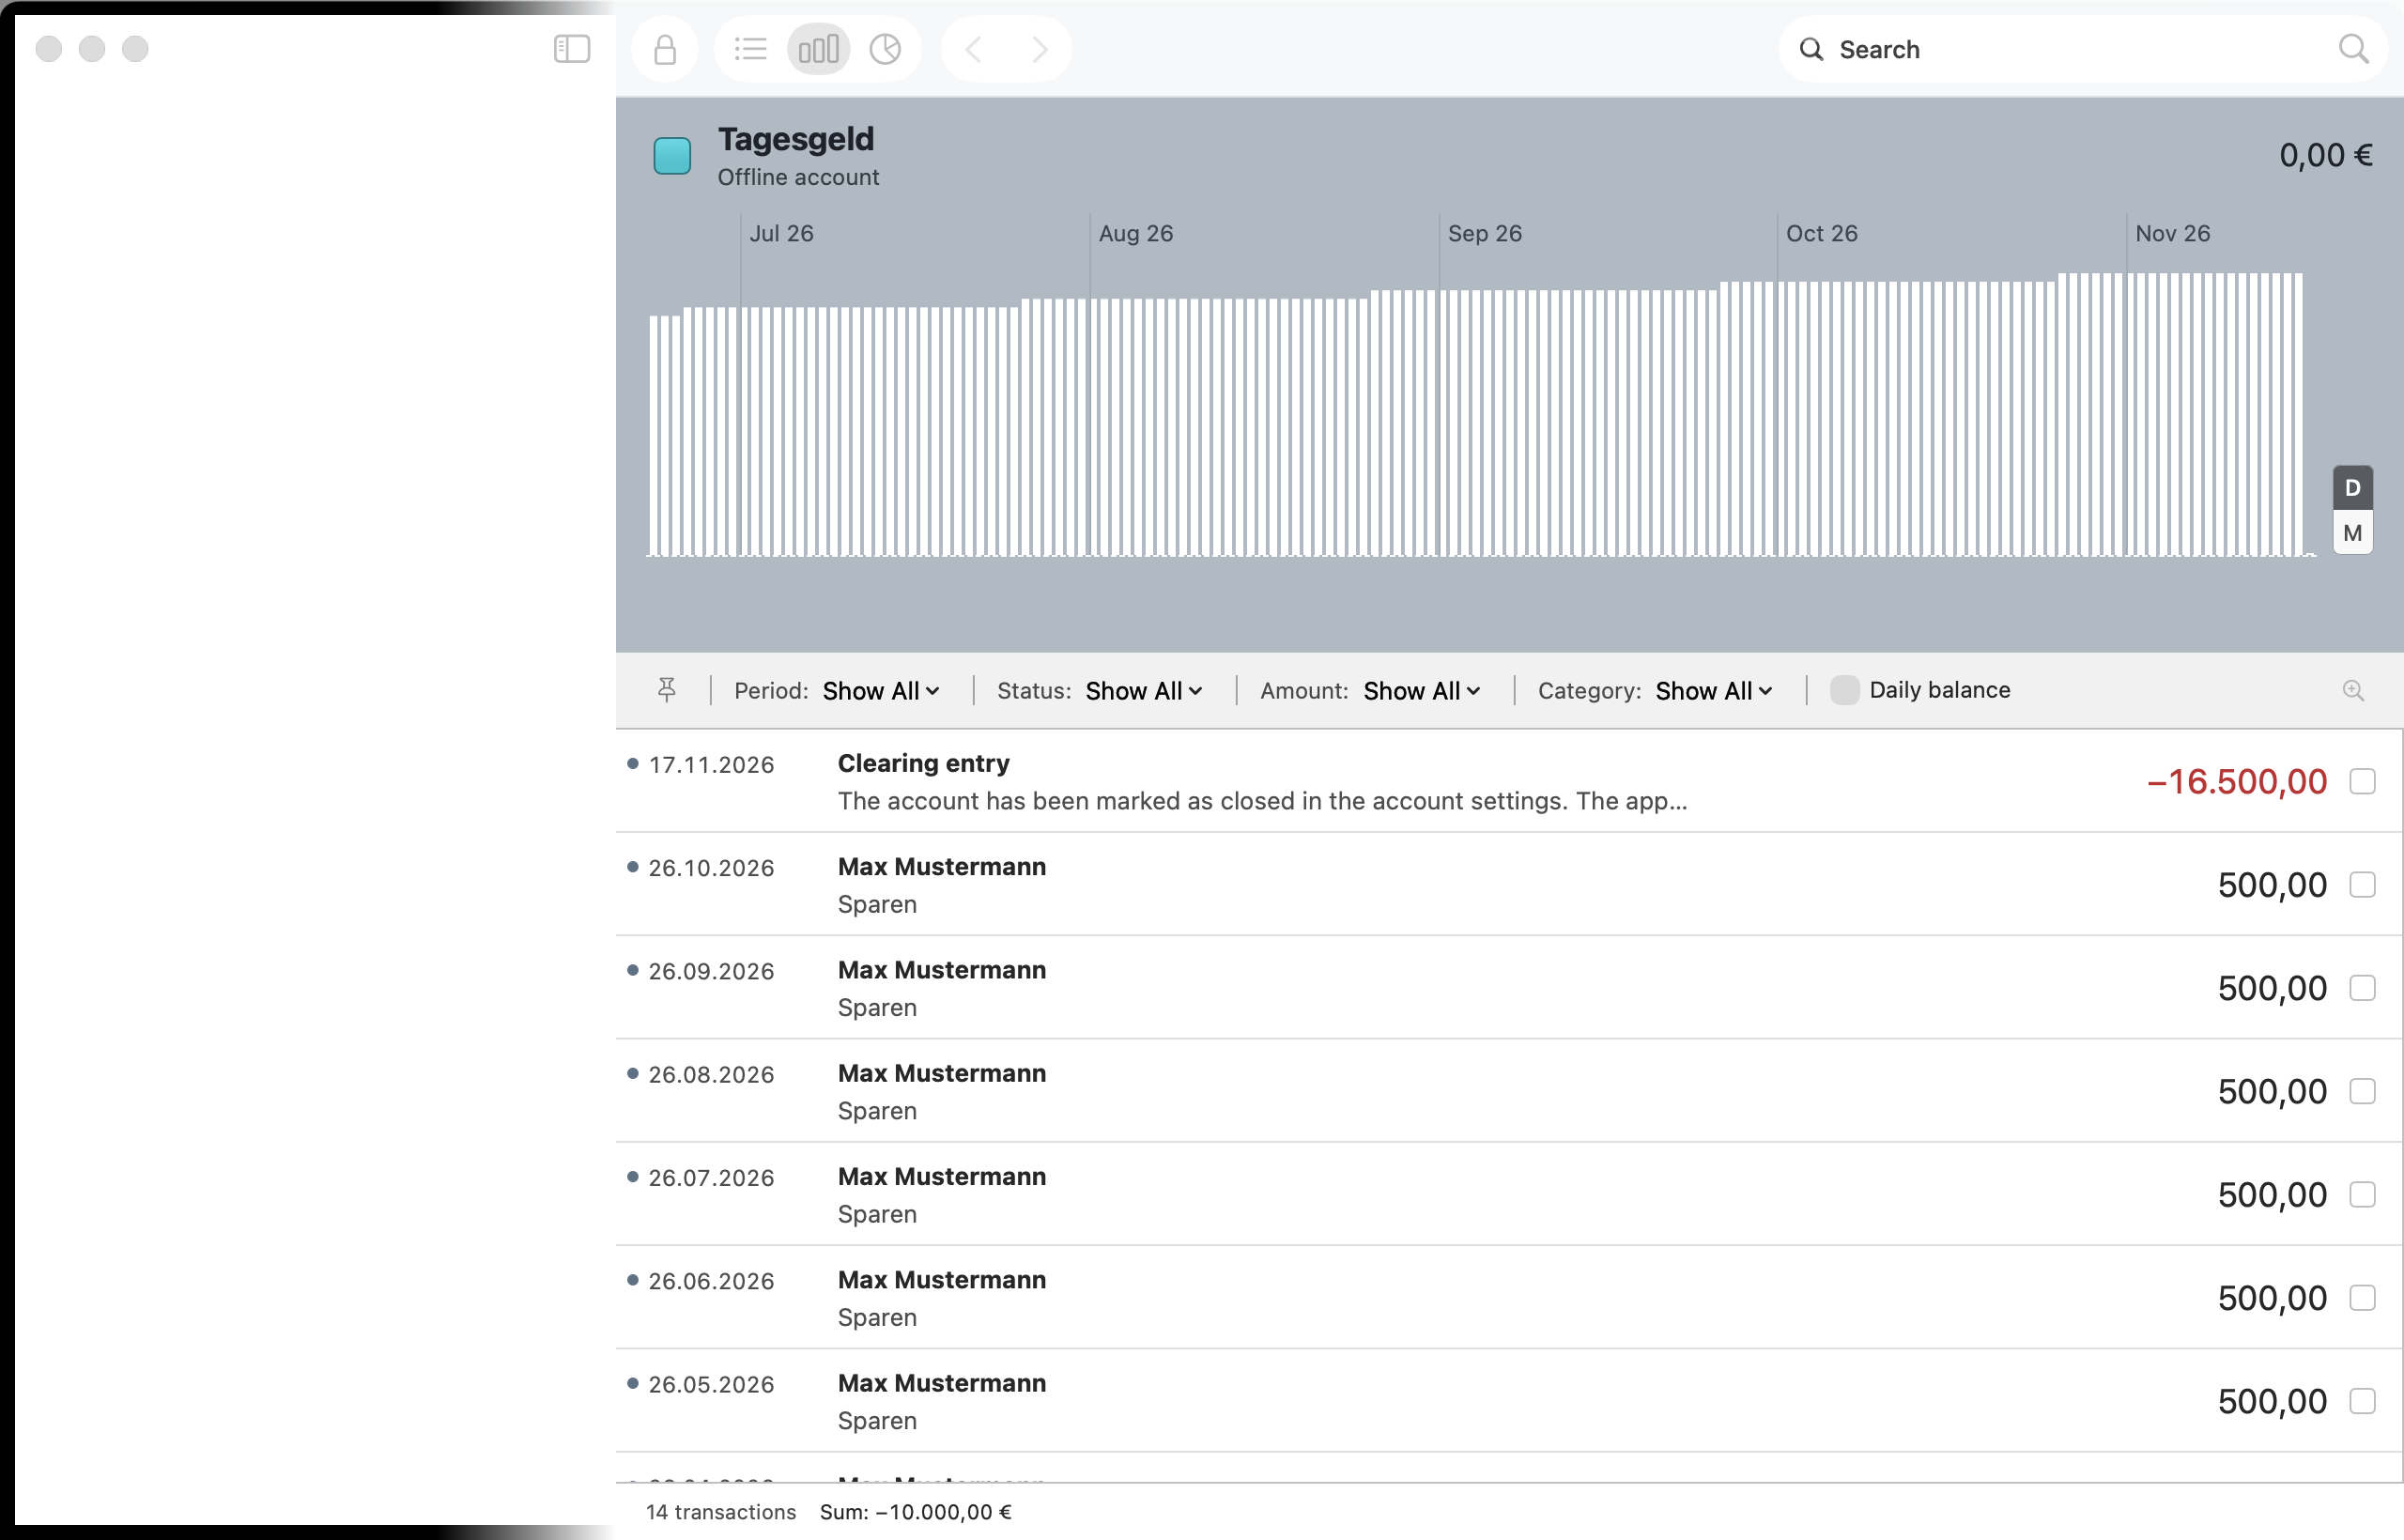 Search
Tagesgeld
Offline account
0,00 €
Jul 26
Aug 26
Sep 26
Oct 26
Nov 26
D
M
Period: Show All
Status: Show All
Amount: Show All
Category: Show All
Daily balance
17.11.2026
Clearing entry
The account has been marked as closed in the account settings. The app...
−16.500,00
26.10.2026
Max Mustermann
Sparen
500,00
26.09.2026
Max Mustermann
Sparen
500,00
26.08.2026
Max Mustermann
Sparen
500,00
26.07.2026
Max Mustermann
Sparen
500,00
26.06.2026
Max Mustermann
Sparen
500,00
26.05.2026
Max Mustermann
Sparen
500,00
14 transactions
Sum: −10.000,00 €